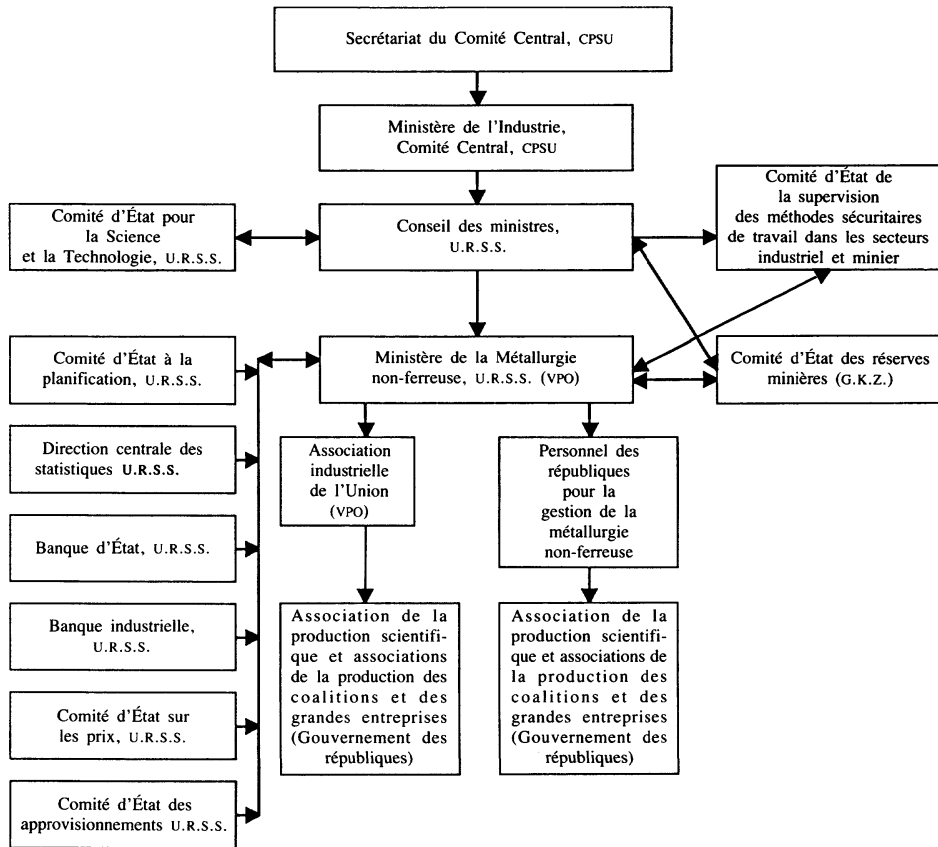 Secrétariat du Comité Central, CPSU
Ministère de l'Industrie,
Comité Central, CPSU
Comité d'État pour
la Science
et la Technologie, U.R.S.S.
Conseil des ministres,
U.R.S.S.
Comité d'État de
la supervision
des méthodes sécuritaires
de travail dans les secteurs
industriel et minier
Comité d'État à la
planification, U.R.S.S.
Ministère de la Métallurgie
non-ferreuse, U.R.S.S. (VPO)
Comité d'État des réserves
minières (G.K.Z.)
Direction centrale des
statistiques U.R.S.S.
Association
industrielle
de l'Union
(VPO)
Personnel des
républiques
pour la
gestion de la
métallurgie
non-ferreuse
Banque d'État, U.R.S.S.
Banque industrielle,
U.R.S.S.
Comité d'État sur
les prix, U.R.S.S.
Comité d'État des
approvisionnements U.R.S.S.
Association de la
production scientifi-
que et associations
de la production des
coalitions et des
grandes entreprises
(Gouvernement des
républiques)
Association de la
production scientifi-
que et associations de
la production des
coalitions et des
grandes entreprises
(Gouvernement des
républiques)